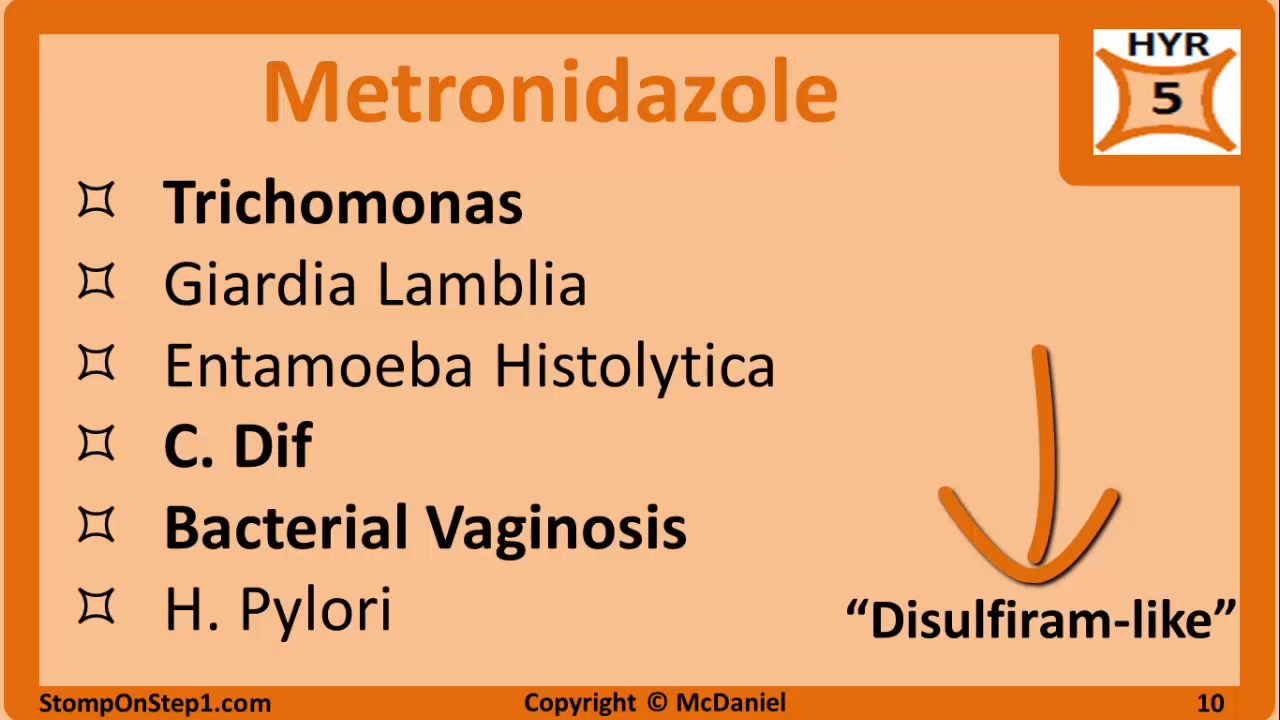 Metronidazole
HYR
5
Trichomonas
Giardia Lamblia
Entamoeba Histolytica
C. Dif
Bacterial Vaginosis
H. Pylori
“Disulfiram-like”
StompOnStep1.com
Copyright © McDaniel
10